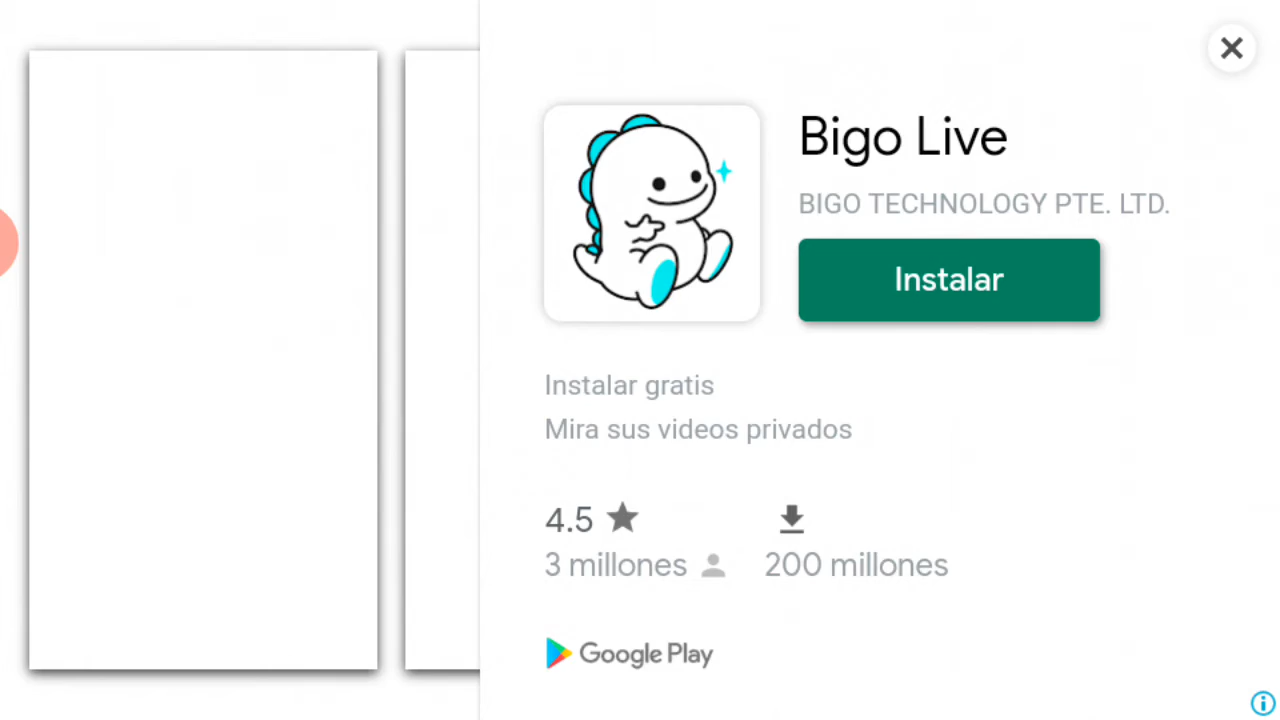 Bigo Live
BIGO TECHNOLOGY PTE. LTD.
Instalar
Instalar gratis
Mira sus videos privados
4.5
3 millones
200 millones
Google Play